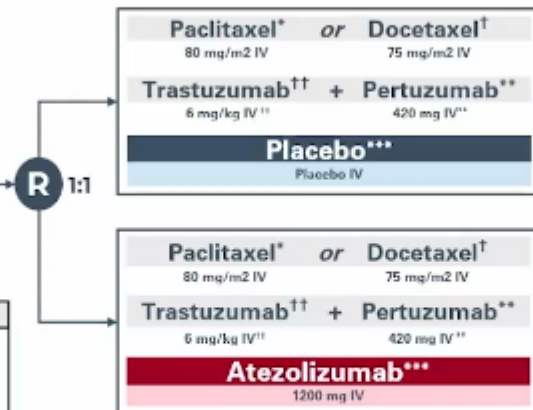 Paclitaxel* or Docetaxel†
80 mg/m2 IV 75 mg/m2 IV
Trastuzumab†† + Pertuzumab**
6 mg/kg IV†† 420 mg IV**
Placebo***
Placebo IV
R 1:1
Paclitaxel* or Docetaxel†
80 mg/m2 IV 75 mg/m2 IV
Trastuzumab†† + Pertuzumab**
6 mg/kg IV†† 420 mg IV**
Atezolizumab***
1200 mg IV